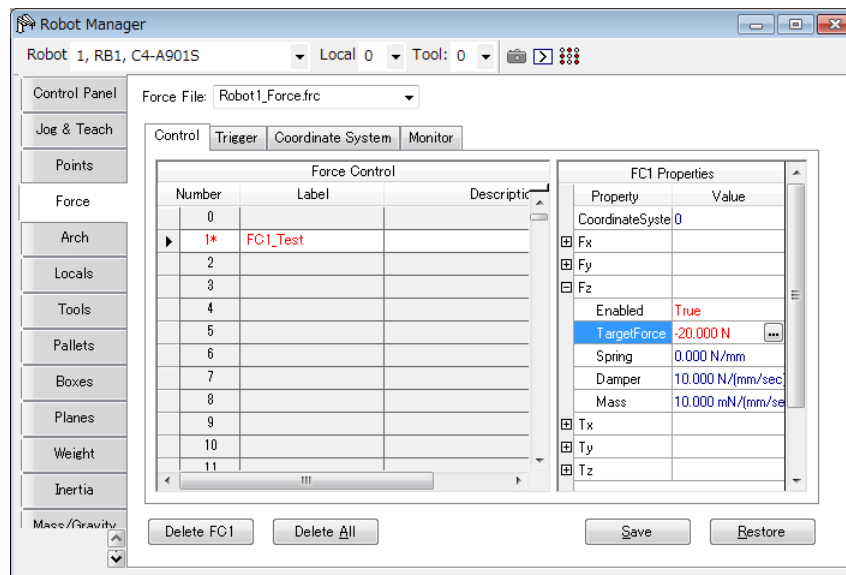 Robot Manager
Robot 1, RB1, C4-A901S Local 0 Tool: 0
Control Panel
Jog & Teach
Points
Force
Arch
Locals
Tools
Pallets
Boxes
Planes
Weight
Inertia
Mass/Gravity
Force File: Robot1_Force.frc
Control Trigger Coordinate System Monitor
Force Control
Number Label Descriptic
0
1* FC1_Test
2
3
4
5
6
7
8
9
10
11
FC1 Properties
Property Value
CoordinateSyste 0
Fx
Fy
Fz
Enabled True
TargetForce -20.000 N ...
Spring 0.000 N/mm
Damper 10.000 N/(mm/sec)
Mass 10.000 mN/(mm/se
Tx
Ty
Tz
Delete FC1 Delete All Save Restore